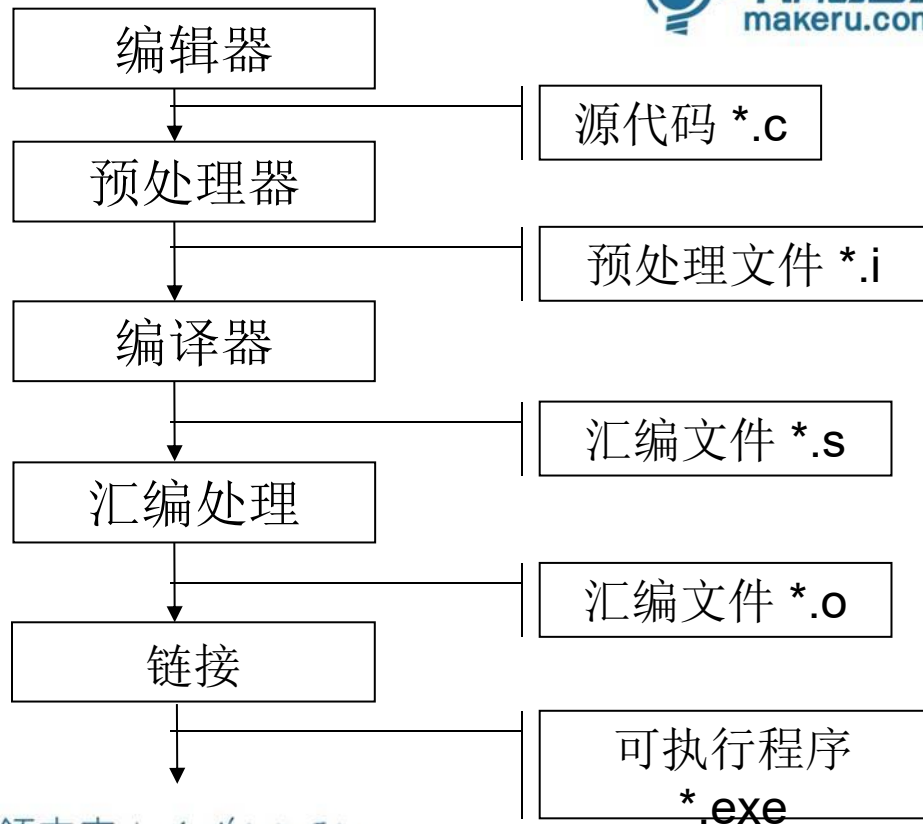 makeru.com
编辑器
源代码 *.c
预处理器
预处理文件 *.i
编译器
汇编文件 *.s
汇编处理
汇编文件 *.o
链接
可执行程序
*.exe